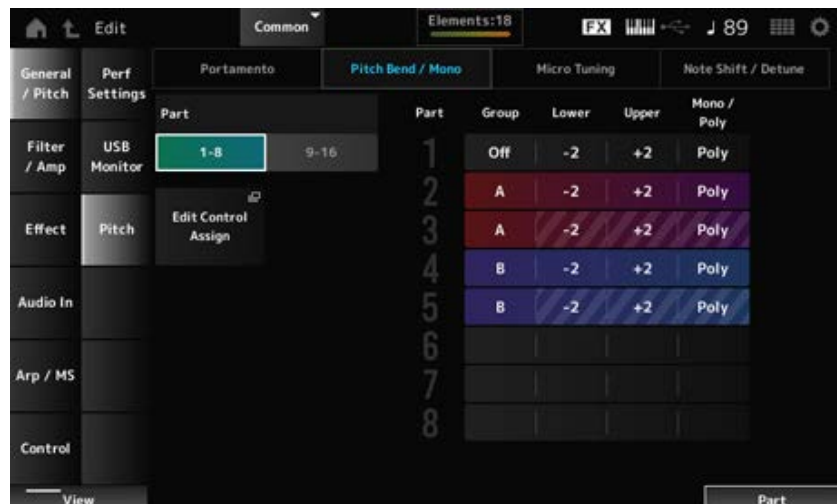 Edit
Common
Elements:18
FX
♩ 89
General / Pitch
Perf Settings
Portamento
Pitch Bend / Mono
Micro Tuning
Note Shift / Detune
Part
Part
Group
Lower
Upper
Mono / Poly
Filter / Amp
USB Monitor
1-8
9-16
1
Off
-2
+2
Poly
2
A
-2
+2
Poly
Effect
Pitch
Edit Control Assign
3
A
-2
+2
Poly
4
B
-2
+2
Poly
Audio In
5
B
-2
+2
Poly
6
Arp / MS
7
8
Control
View
Part